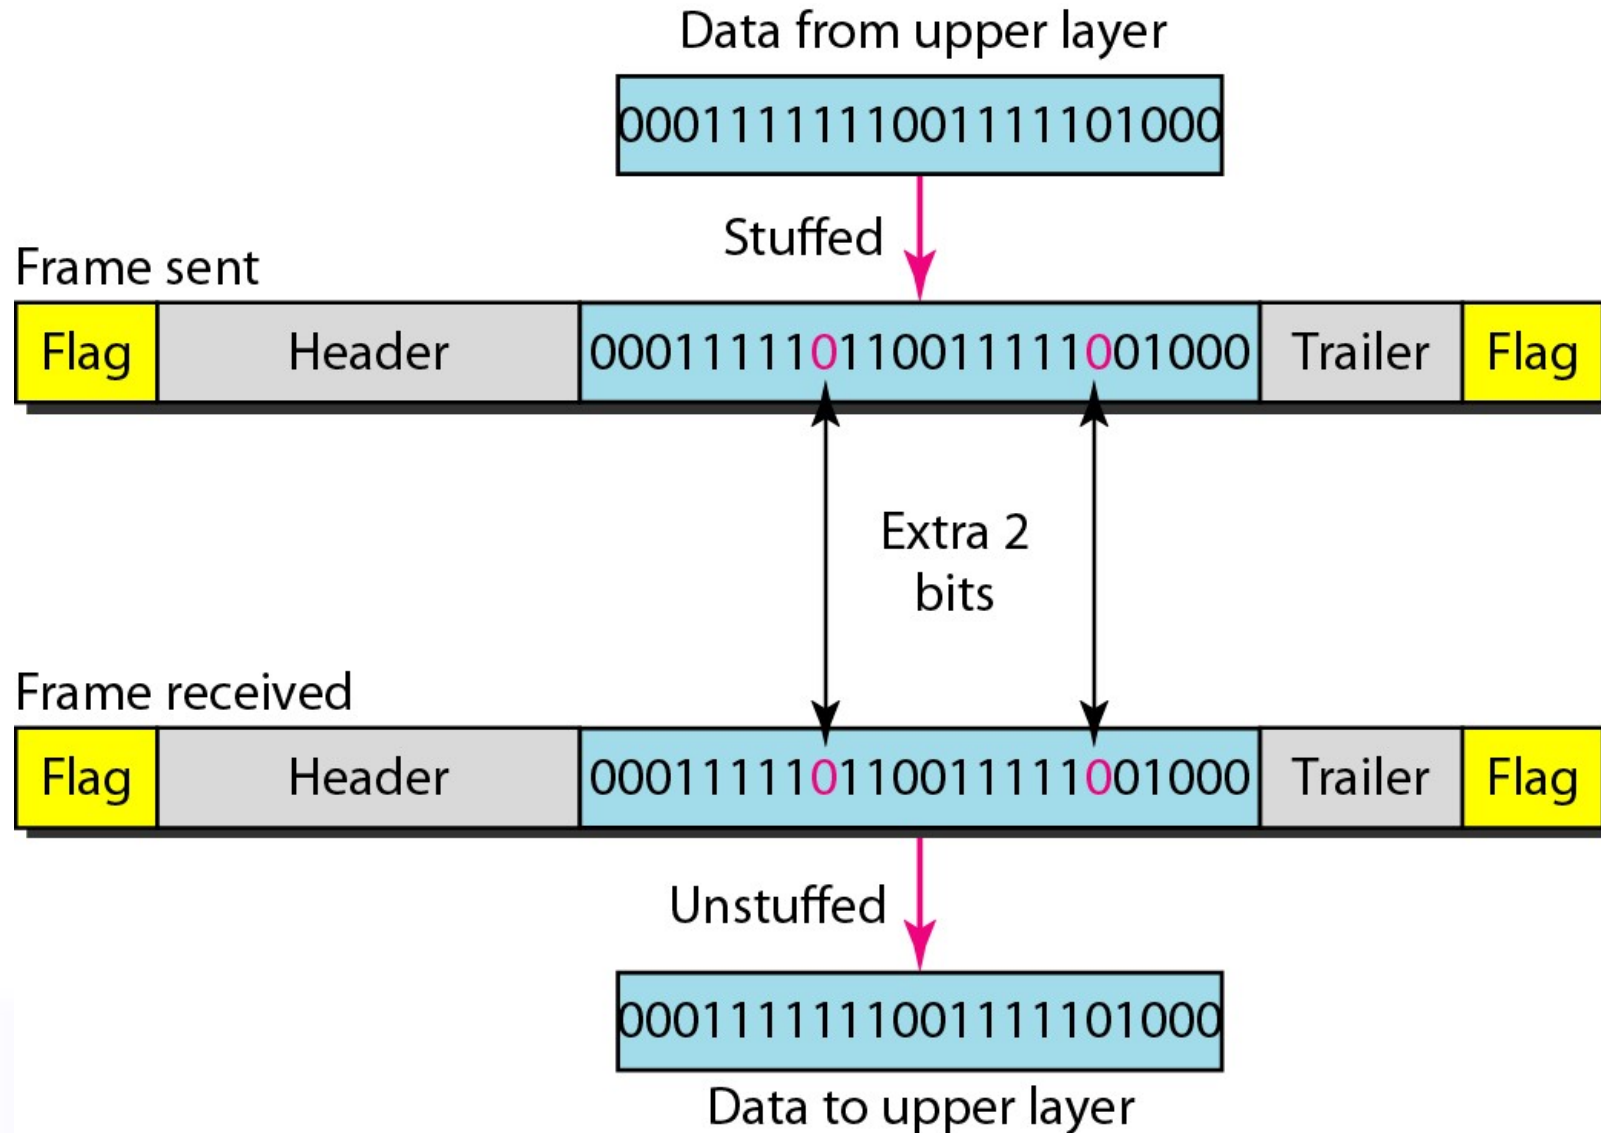 Data from upper layer
0001111111001111101000
Stuffed
Frame sent
Flag Header 000111110110011111001000 Trailer Flag
Extra 2
bits
Frame received
Flag Header 000111110110011111001000 Trailer Flag
Unstuffed
0001111111001111101000
Data to upper layer